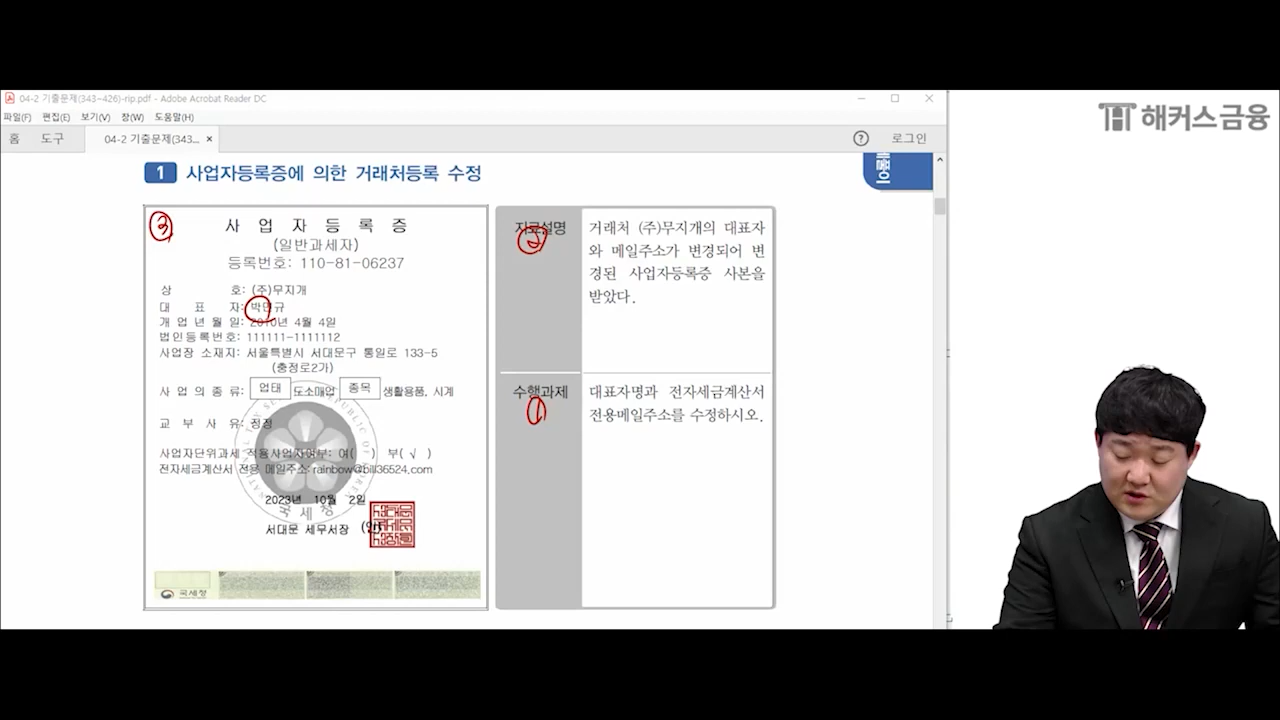 04-2 기출문제(343~426)-rip.pdf - Adobe Acrobat Reader DC
파일(F) 편집(E) 보기(V) 창(W) 도움말(H)
홈 도구 04-2 기출문제(343... × ? 로그인
해커스금융
1 사업자등록증에 의한 거래처등록 수정
③
사 업 자 등 록 증
(일반과세자)
등록번호: 110-81-06237
상 호: (주)무지개
대 표 자: 박민규
개 업 년 월 일: 2010년 4월 4일
법인등록번호: 111111-1111112
사업장 소재지: 서울특별시 서대문구 통일로 133-5
(충정로2가)
사 업 의 종 류: 업태 도소매업 종목 생활용품, 시계
교 부 사 유: 정정
사업자단위과세 적용사업자여부: 여( ) 부(√)
전자세금계산서 전용 메일주소: rainbow@bill36524.com
2023년 10월 2일
국세청
서대문 세무서장 (인)
국세청
자료설명
②
거래처 (주)무지개의 대표자
와 메일주소가 변경되어 변
경된 사업자등록증 사본을
받았다.
수행과제
①
대표자명과 전자세금계산서
전용메일주소를 수정하시오.